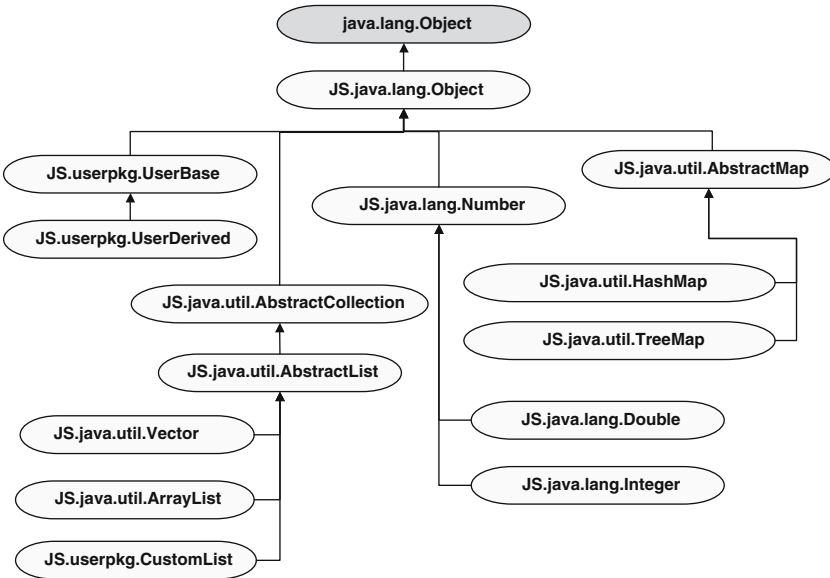 java.lang.Object
JS.java.lang.Object
JS.userpkg.UserBase
JS.java.util.AbstractMap
JS.java.lang.Number
JS.userpkg.UserDerived
JS.java.util.HashMap
JS.java.util.AbstractCollection
JS.java.util.TreeMap
JS.java.util.AbstractList
JS.java.lang.Double
JS.java.util.Vector
JS.java.lang.Integer
JS.java.util.ArrayList
JS.userpkg.CustomList